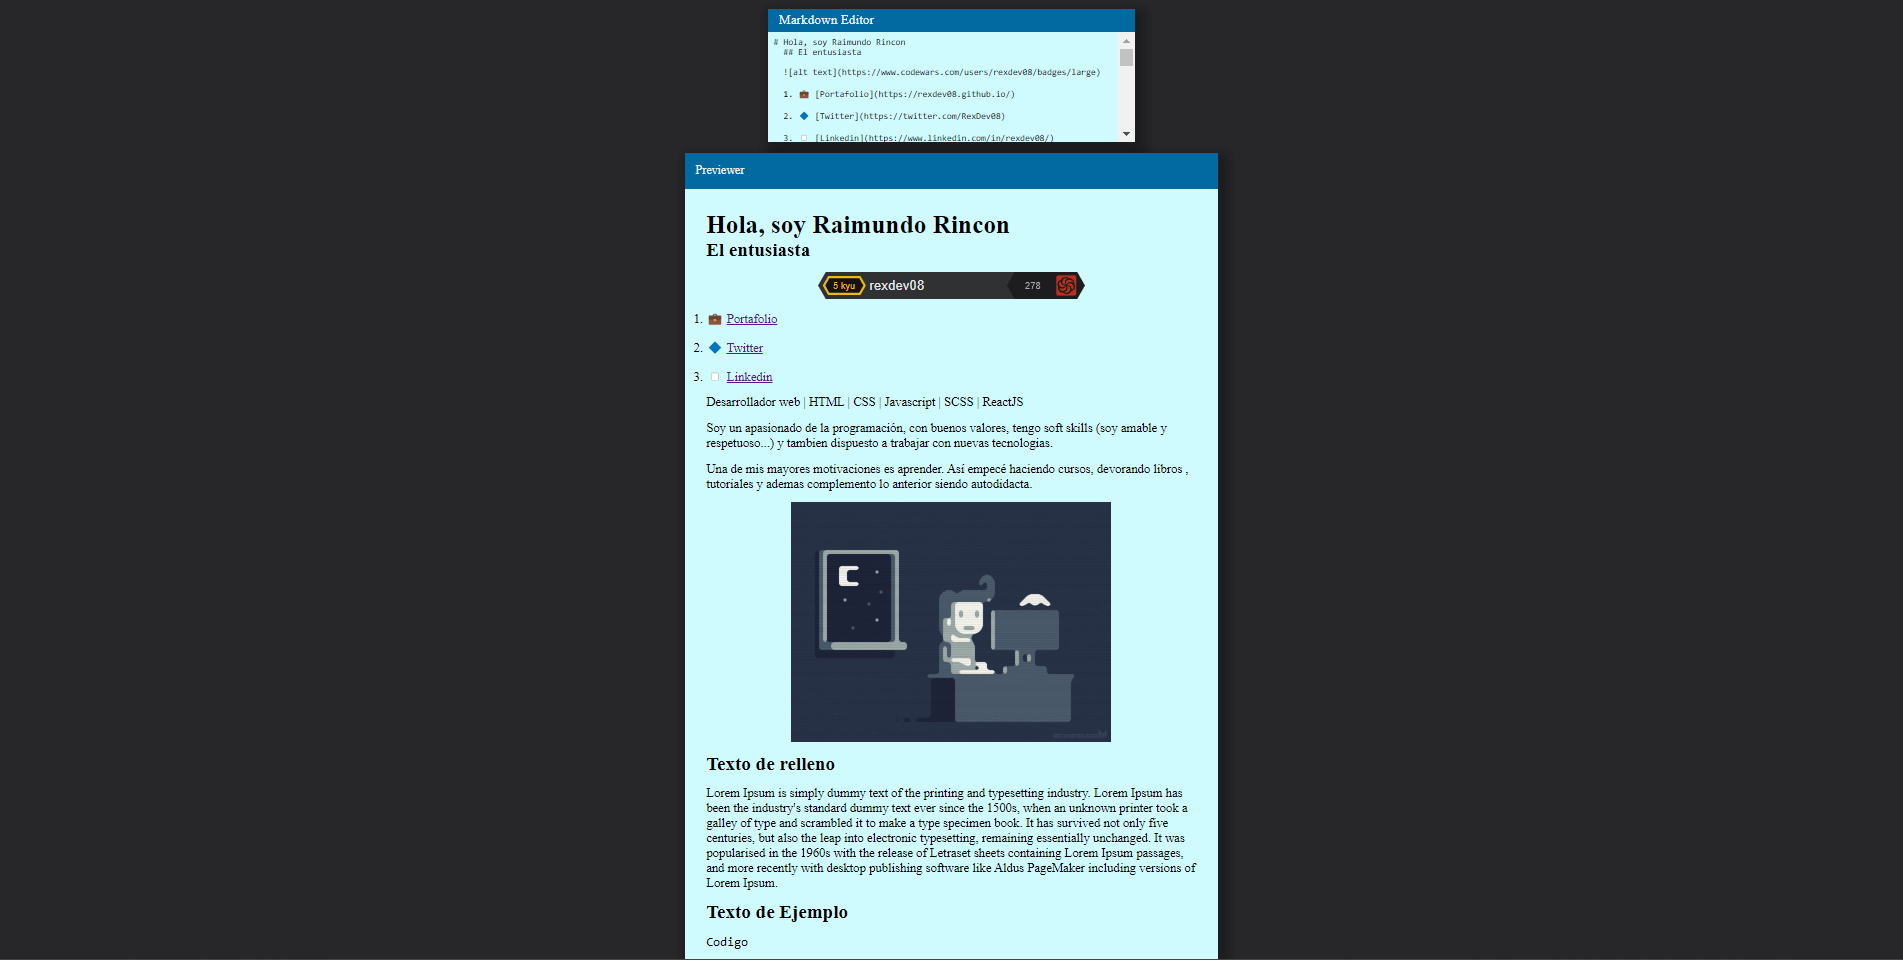 Markdown Editor
# Hola, soy Raimundo Rincon
## El entusiasta
![alt text](https://www.codewars.com/users/rexdev08/badges/large)
1. 💼 [Portafolio](https://rexdev08.github.io/)
2. 🔷 [Twitter](https://twitter.com/RexDev08)
3. [Linkedin](https://www.linkedin.com/in/rexdev08/)
Previewer
Hola, soy Raimundo Rincon
El entusiasta
5 kyu rexdev08 278
1. 💼 Portafolio
2. 🔷 Twitter
3. Linkedin
Desarrollador web | HTML | CSS | Javascript | SCSS | ReactJS
Soy un apasionado de la programación, con buenos valores, tengo soft skills (soy amable y
respetuoso...) y tambien dispuesto a trabajar con nuevas tecnologias.
Una de mis mayores motivaciones es aprender. Así empecé haciendo cursos, devorando libros ,
tutoriales y ademas complemento lo anterior siendo autodidacta.
Texto de relleno
Lorem Ipsum is simply dummy text of the printing and typesetting industry. Lorem Ipsum has
been the industry's standard dummy text ever since the 1500s, when an unknown printer took a
galley of type and scrambled it to make a type specimen book. It has survived not only five
centuries, but also the leap into electronic typesetting, remaining essentially unchanged. It was
popularised in the 1960s with the release of Letraset sheets containing Lorem Ipsum passages,
and more recently with desktop publishing software like Aldus PageMaker including versions of
Lorem Ipsum.
Texto de Ejemplo
Codigo